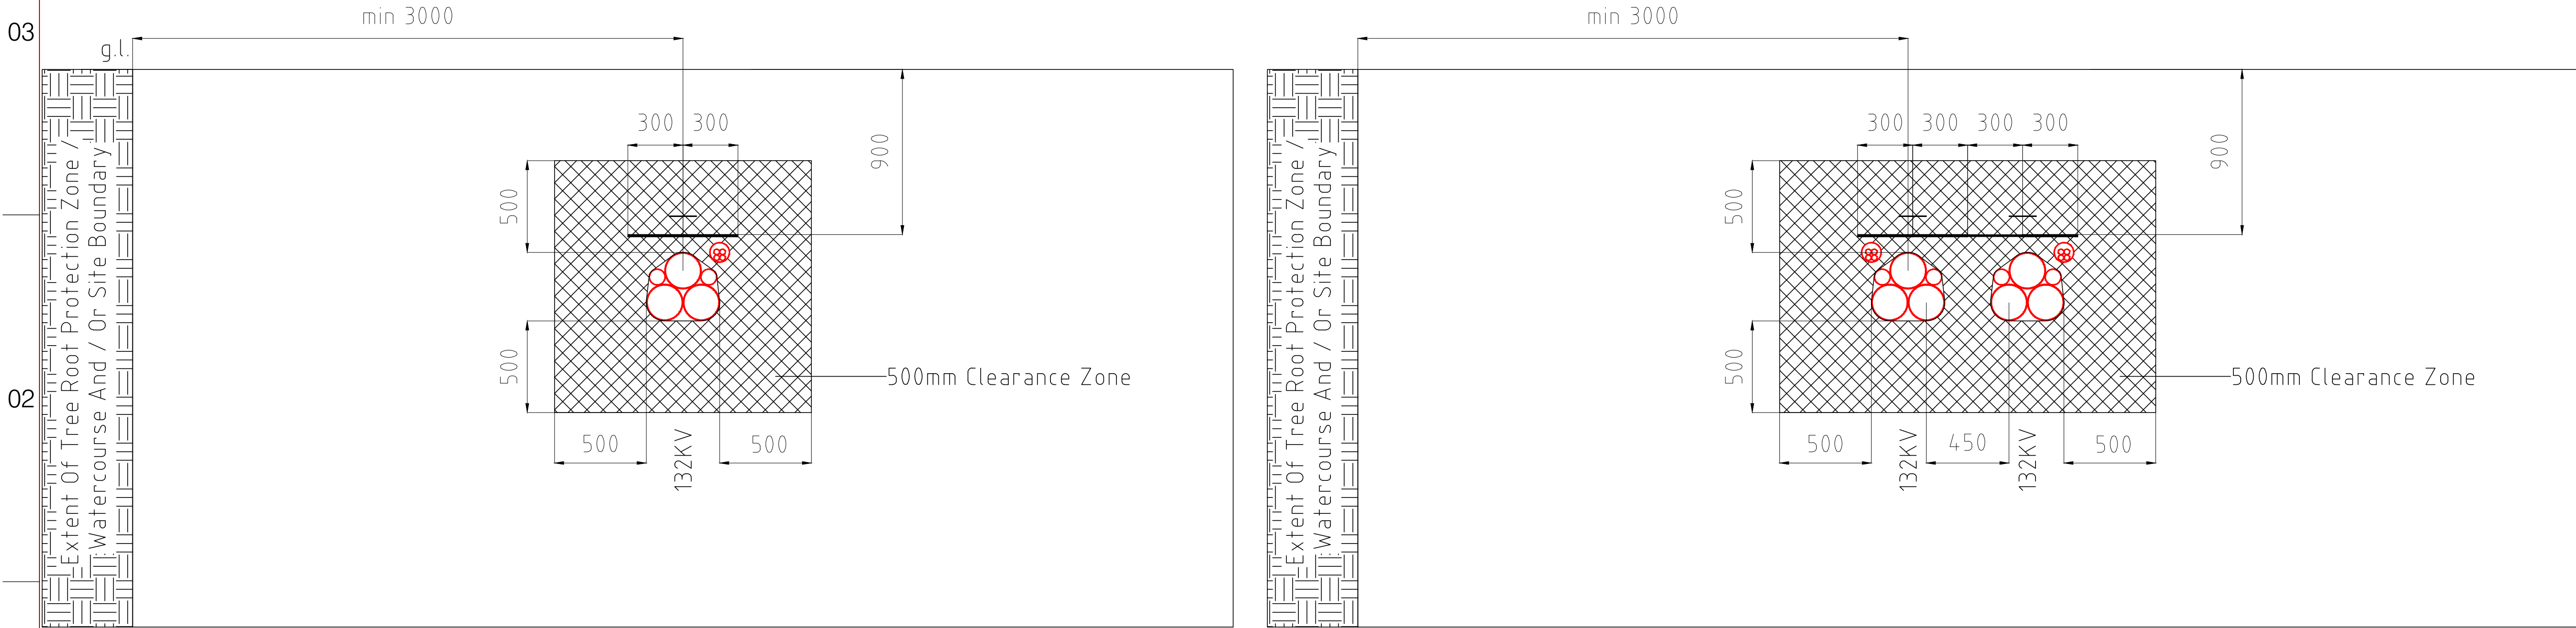 03
02
min 3000
g.l.
Extent Of Tree Root Protection Zone /
Watercourse And / Or Site Boundary
300 300
900
500
500
500mm Clearance Zone
500
132KV
500
min 3000
Extent Of Tree Root Protection Zone /
Watercourse And / Or Site Boundary
300 300 300 300
900
500
500
500mm Clearance Zone
500
132KV
450
132KV
500